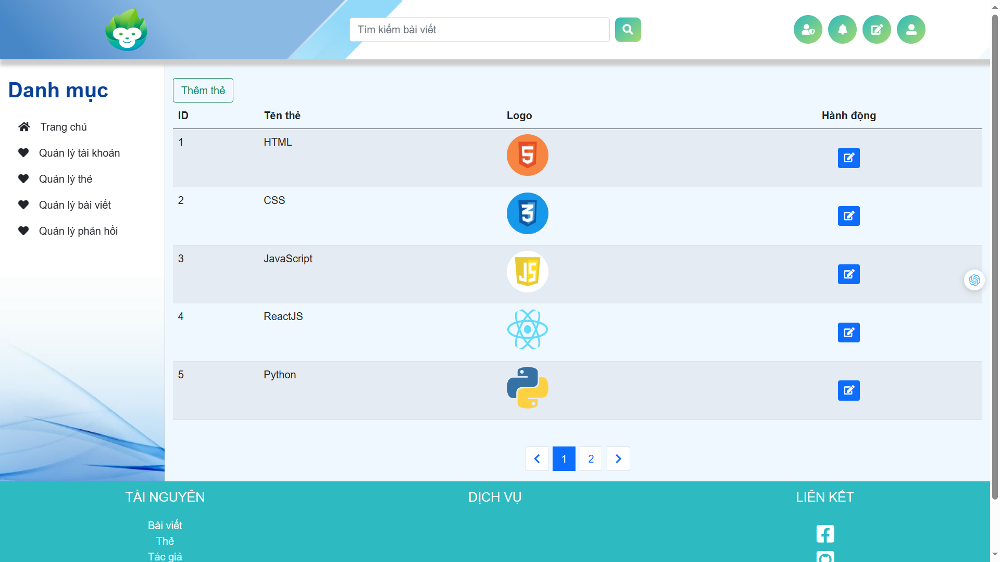 Tìm kiếm bài viết
Danh mục
Trang chủ
Quản lý tài khoản
Quản lý thẻ
Quản lý bài viết
Quản lý phản hồi
Thêm thẻ
ID Tên thẻ Logo Hành động
1 HTML 5
2 CSS 3
3 JavaScript JS
4 ReactJS
5 Python
1 2
TÀI NGUYÊN DỊCH VỤ LIÊN KẾT
Bài viết
Thẻ
Tác giả